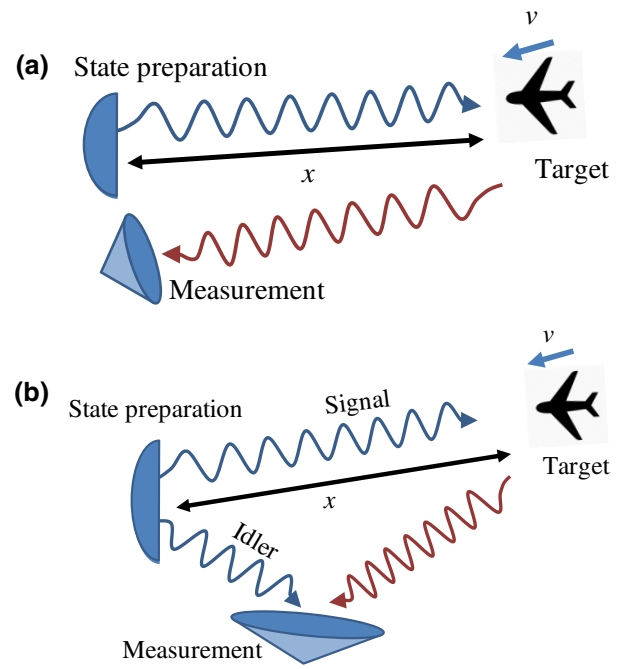 v
(a)
State preparation
x
Target
Measurement
v
(b)
State preparation
Signal
Target
x
Idler
Measurement